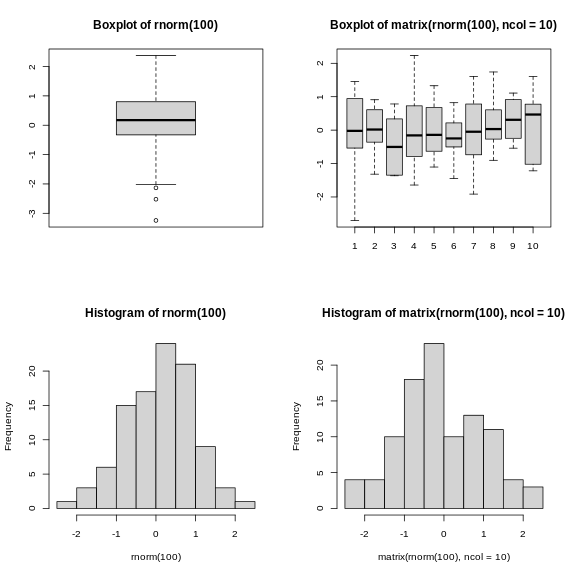 Boxplot of rnorm(100)
2
1
0
-1
-2
-3
Boxplot of matrix(rnorm(100), ncol = 10)
2
1
0
-1
-2
1 2 3 4 5 6 7 8 9 10
Histogram of rnorm(100)
Frequency
20
15
10
5
0
-2 -1 0 1 2
rnorm(100)
Histogram of matrix(rnorm(100), ncol = 10)
Frequency
20
15
10
5
0
-2 -1 0 1 2
matrix(rnorm(100), ncol = 10)